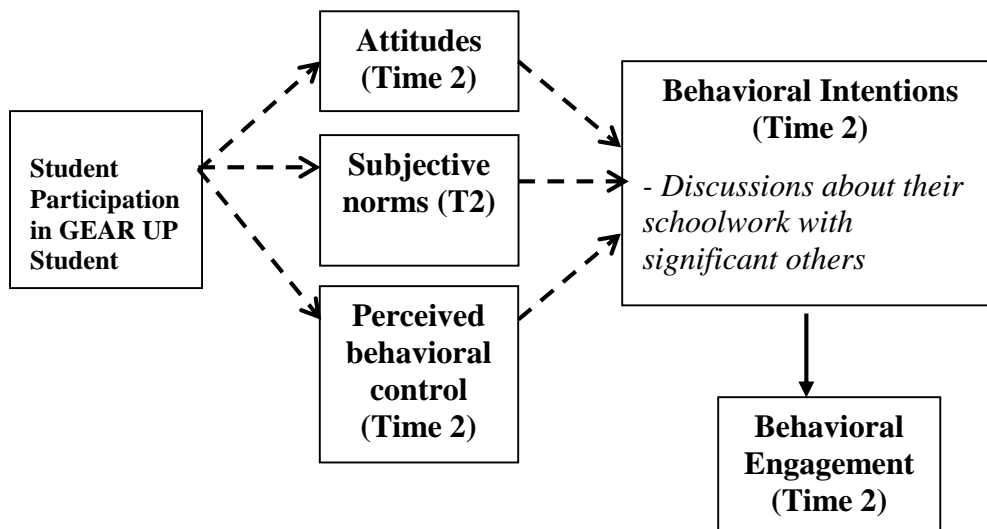 Student
Participation
in GEAR UP
Student
Attitudes
(Time 2)
Subjective
norms (T2)
Perceived
behavioral
control
(Time 2)
Behavioral Intentions
(Time 2)
- Discussions about their
schoolwork with
significant others
Behavioral
Engagement
(Time 2)